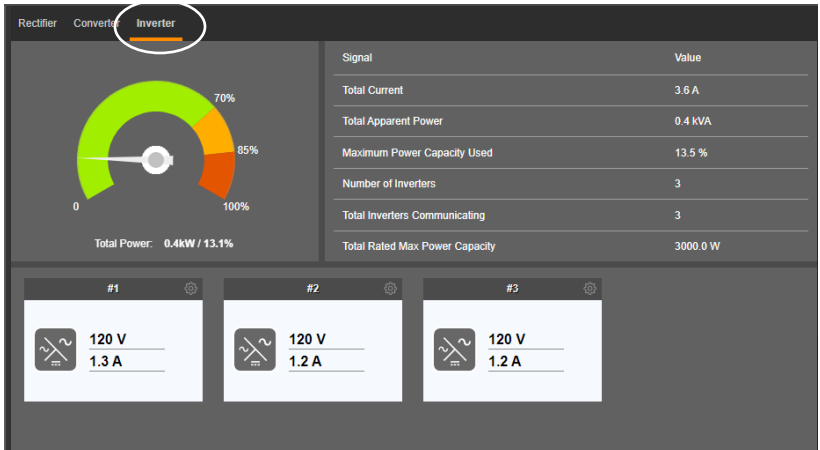 Rectifier Converter Inverter
Signal Value
Total Current 3.6 A
Total Apparent Power 0.4 kVA
Maximum Power Capacity Used 13.5 %
Number of Inverters 3
Total Inverters Communicating 3
Total Rated Max Power Capacity 3000.0 W
70%
85%
0
100%
Total Power: 0.4kW / 13.1%
#1
120 V
1.3 A
#2
120 V
1.2 A
#3
120 V
1.2 A